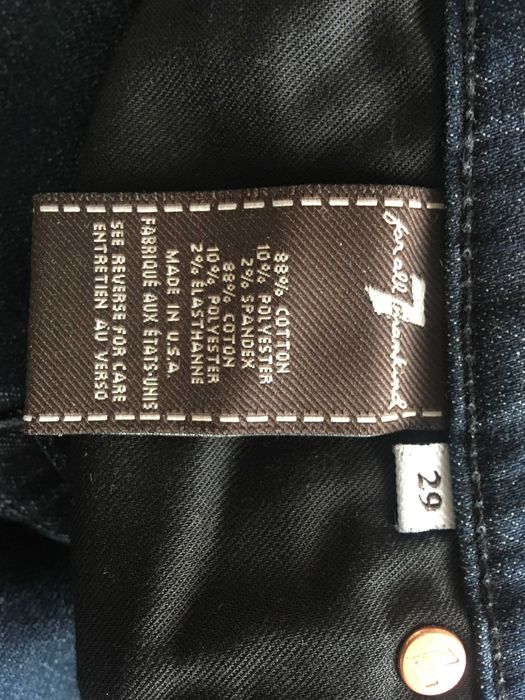 7
for all mankind
88% COTTON
10% POLYESTER
2% SPANDEX
88% COTON
10% POLYESTER
2% ÉLASTHANNE
MADE IN U.S.A.
FABRIQUÉ AUX ÉTATS-UNIS
SEE REVERSE FOR CARE
ENTRETIEN AU VERSO
29